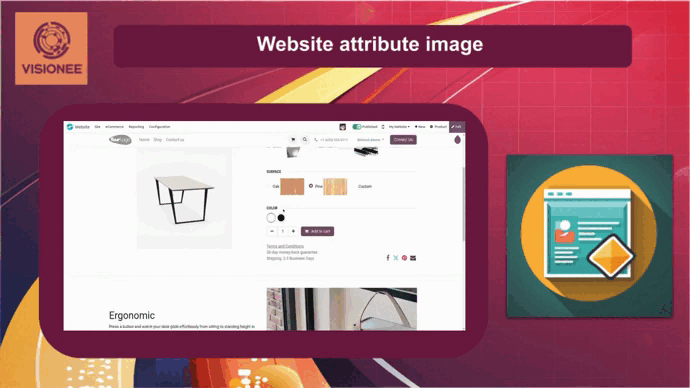 Website attribute image
VISIONEE
Website Site eCommerce Reporting Configuration
Published My Website + New Product Edit
Home Shop Contact us
Contact Us
SURFACE
Oak Pine Custom
COLOR
- 1 + Add to cart
Terms and Conditions
30-day money-back guarantee
Shipping: 2-3 Business Days
Ergonomic
Press a button and watch your desk glide effortlessly from sitting to standing height in